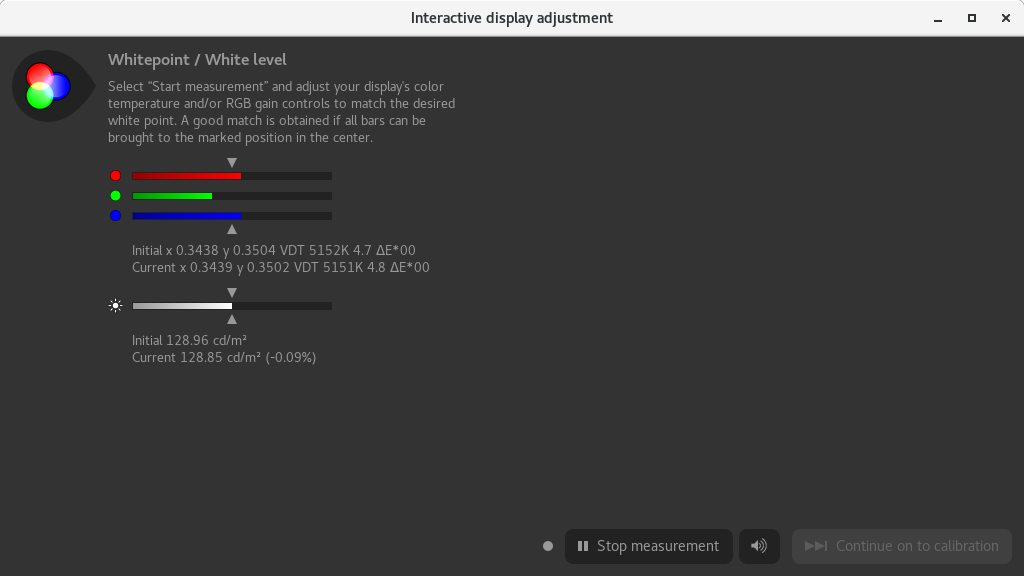 Interactive display adjustment
Whitepoint / White level
Select “Start measurement” and adjust your display's color
temperature and/or RGB gain controls to match the desired
white point. A good match is obtained if all bars can be
brought to the marked position in the center.
Initial x 0.3438 y 0.3504 VDT 5152K 4.7 ΔE*00
Current x 0.3439 y 0.3502 VDT 5151K 4.8 ΔE*00
Initial 128.96 cd/m²
Current 128.85 cd/m² (-0.09%)
Stop measurement
Continue on to calibration